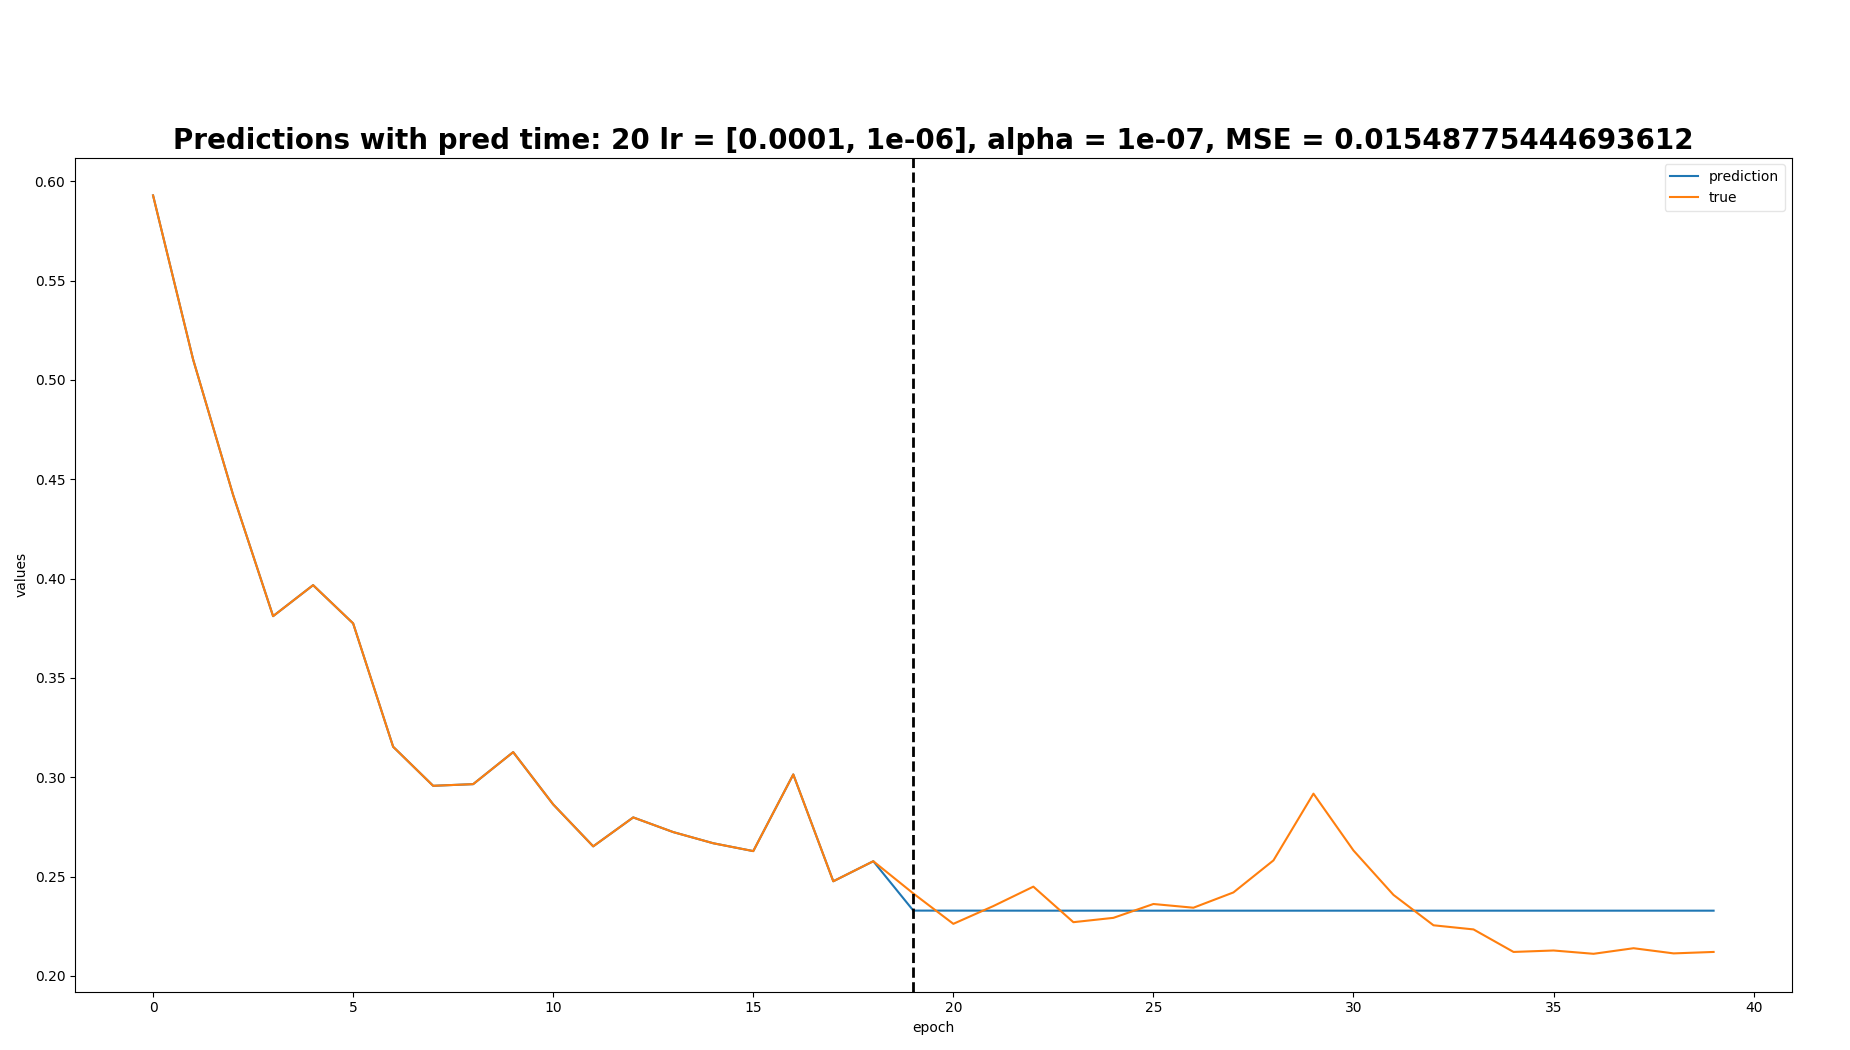 Predictions with pred time: 20 lr = [0.0001, 1e-06], alpha = 1e-07, MSE = 0.01548775444693612
prediction
true
0.60
0.55
0.50
0.45
0.40
0.35
0.30
0.25
0.20
values
0 5 10 15 20 25 30 35 40
epoch